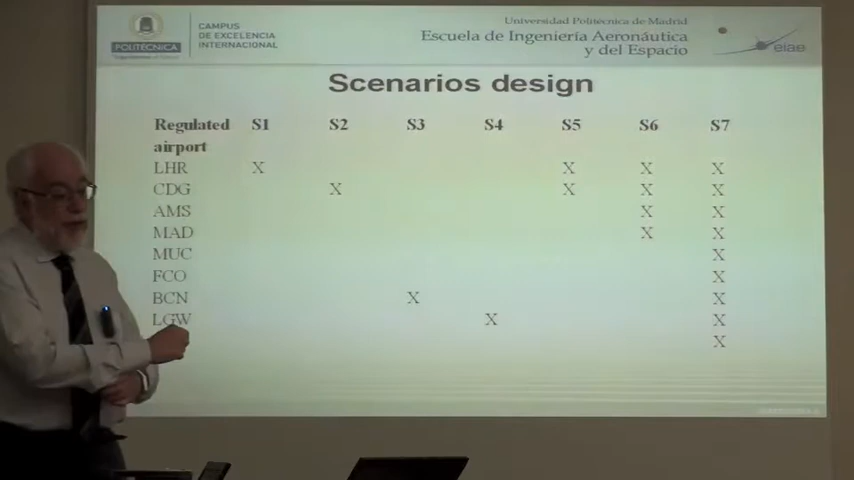 POLITÉCNICA
CAMPUS
DE EXCELENCIA
INTERNACIONAL
Universidad Politécnica de Madrid
Escuela de Ingeniería Aeronáutica
y del Espacio
eiae
Scenarios design
Regulated airport S1 S2 S3 S4 S5 S6 S7
LHR X X X X
CDG X X X X
AMS X X
MAD X X
MUC X
FCO X
BCN X X
LGW X X
X